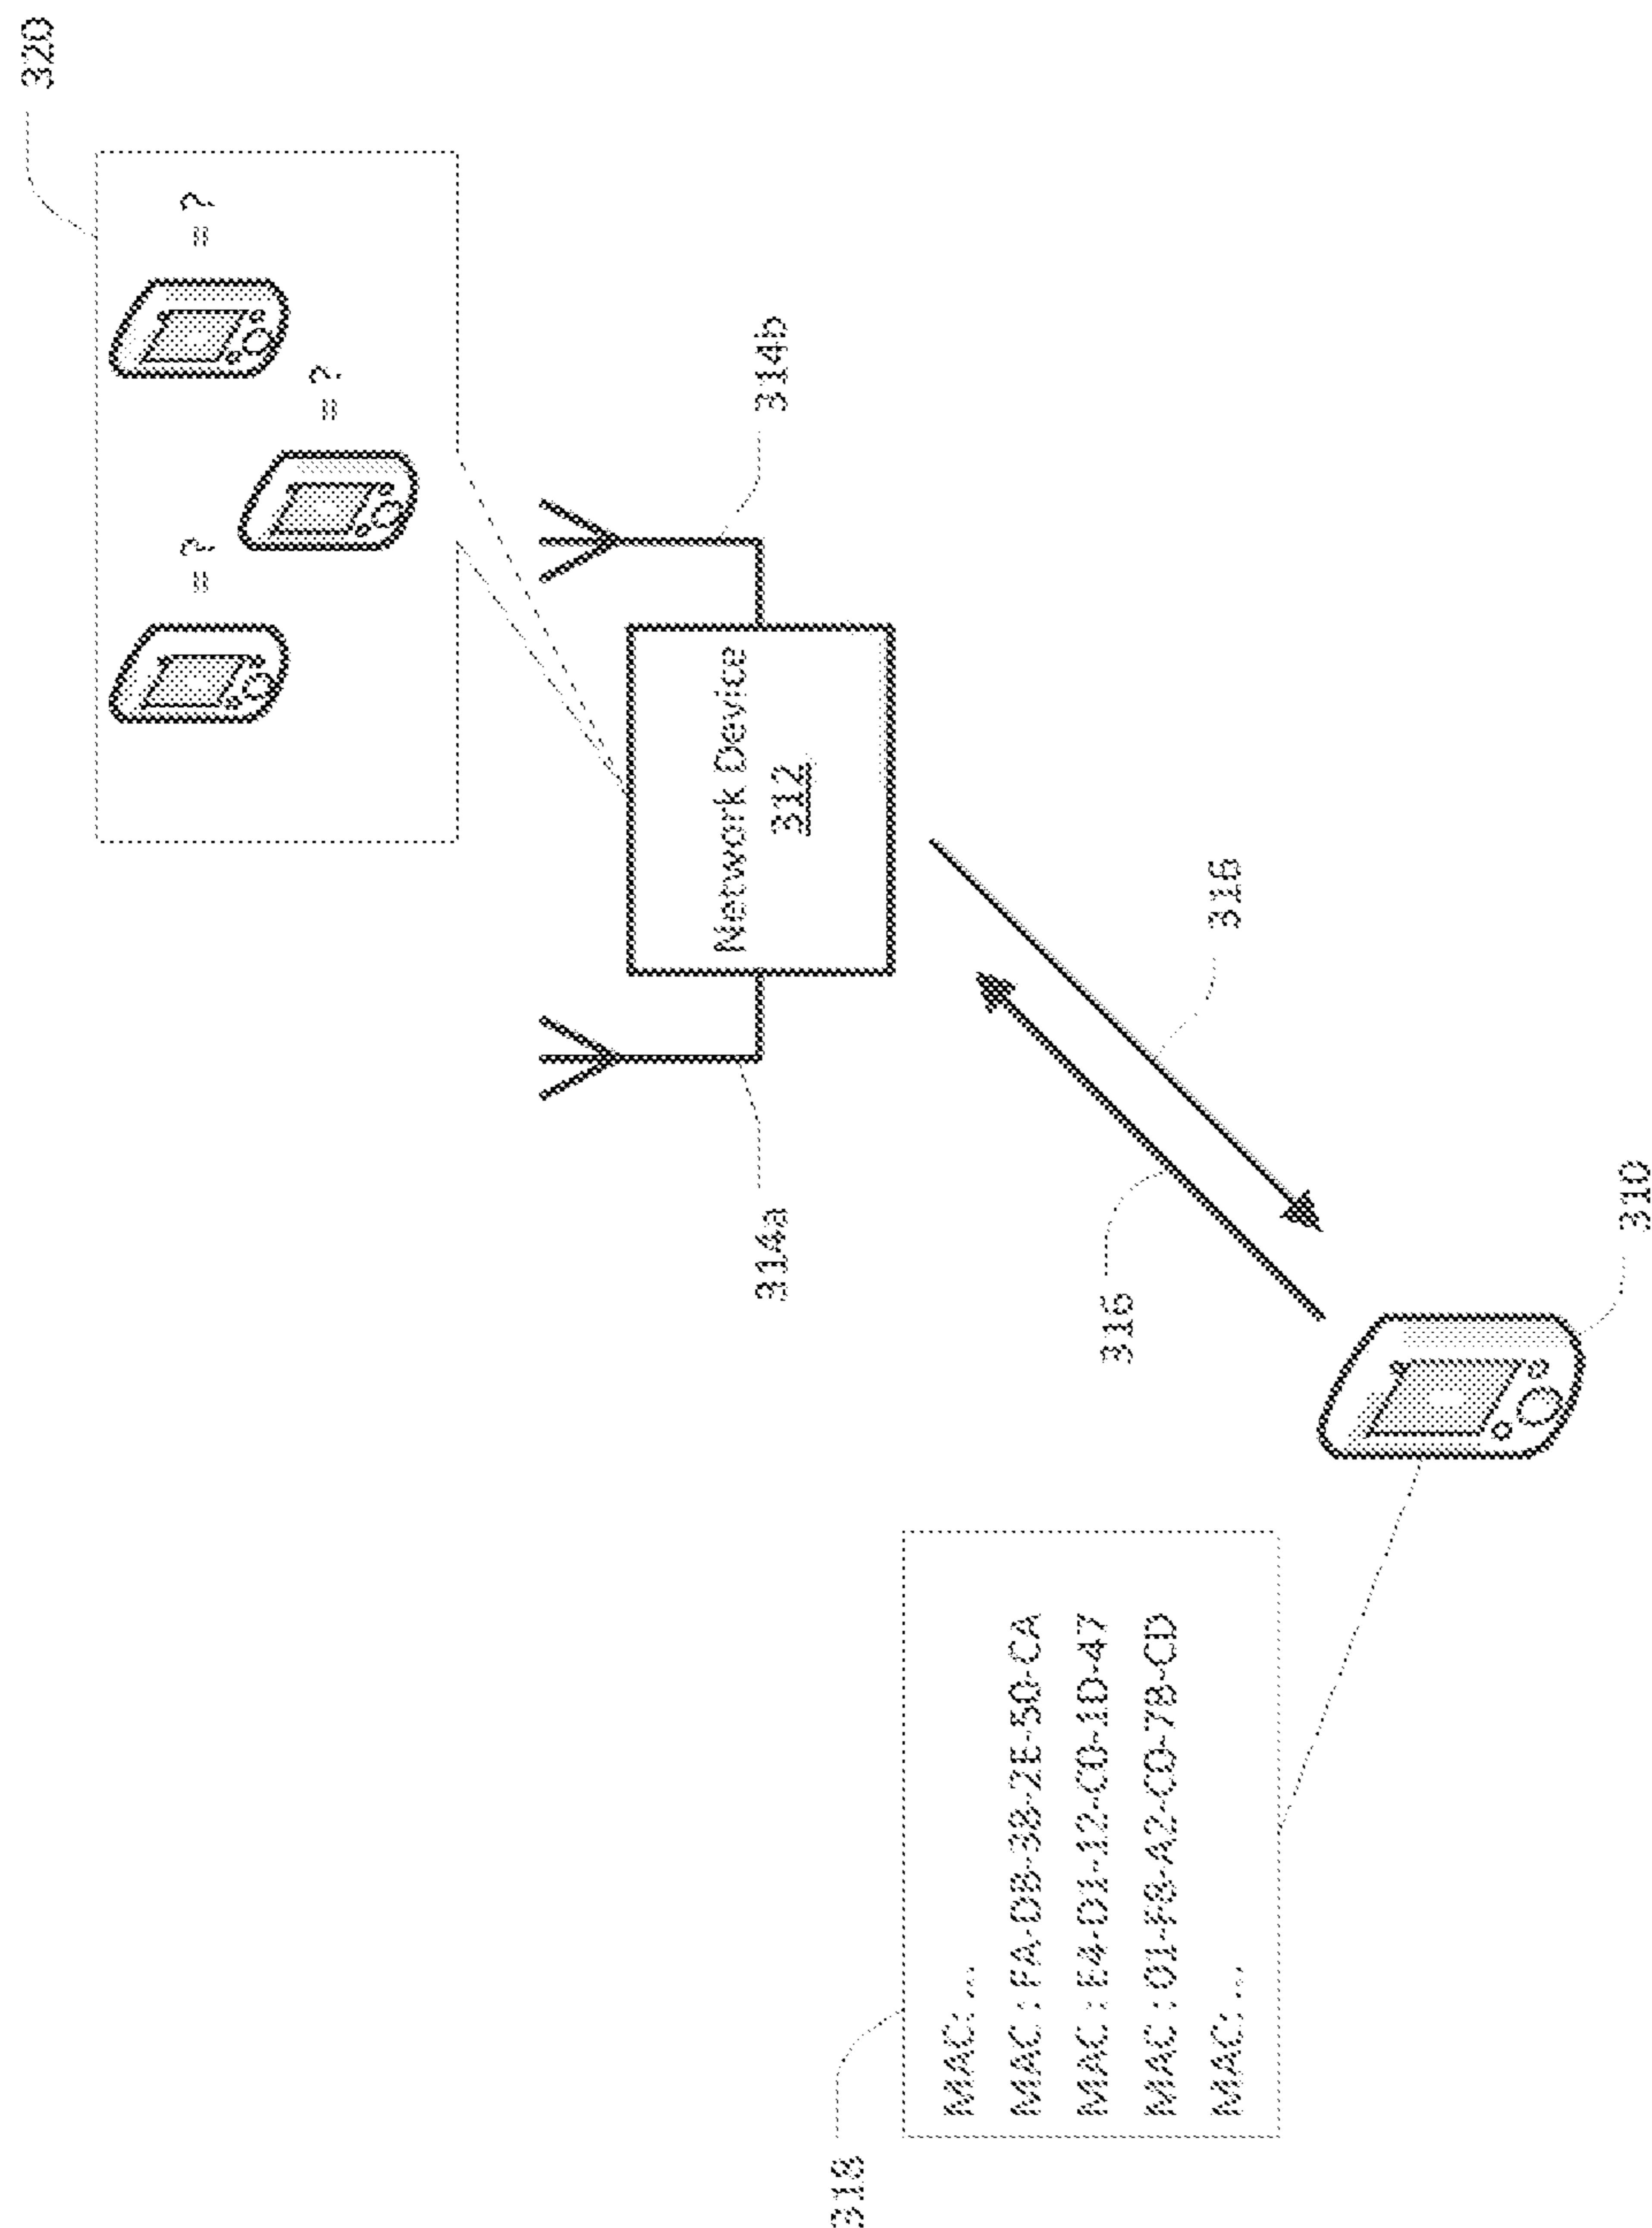 320
= ?
= ?
= ?
Network Device
312
314a
314b
318
MAC: ...
MAC : FA-DB-38-2E-50-CA
MAC : E4-D1-12-C0-1D-47
MAC : 01-F8-A2-C0-7B-CD
MAC: ...
316
316
310